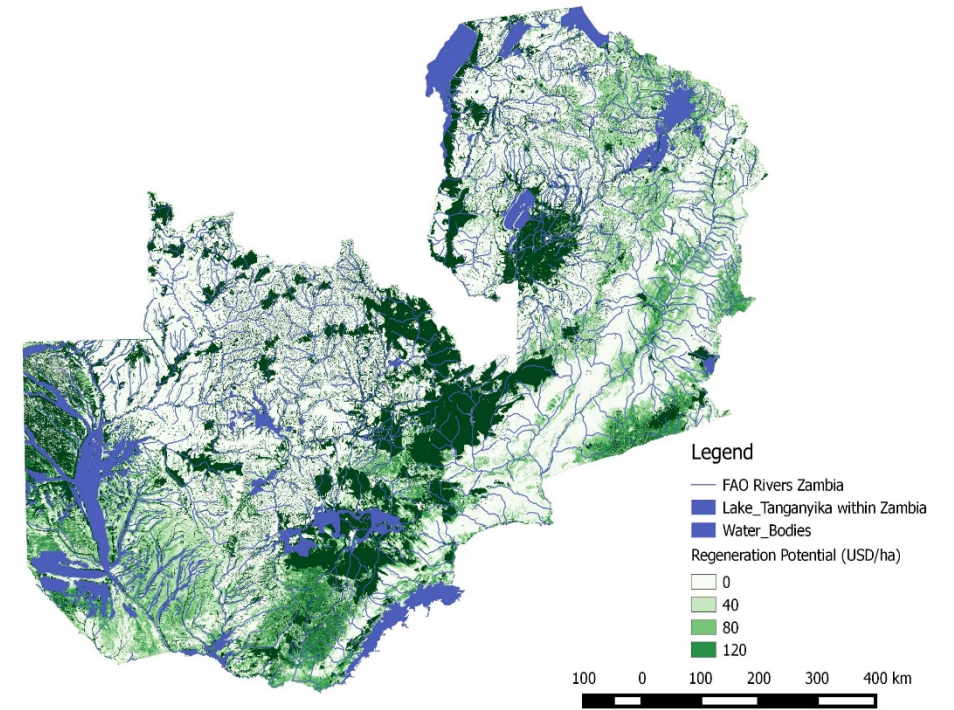 Legend
FAO Rivers Zambia
Lake_Tanganyika within Zambia
Water_Bodies
Regeneration Potential (USD/ha)
0
40
80
120
100 0 100 200 300 400 km